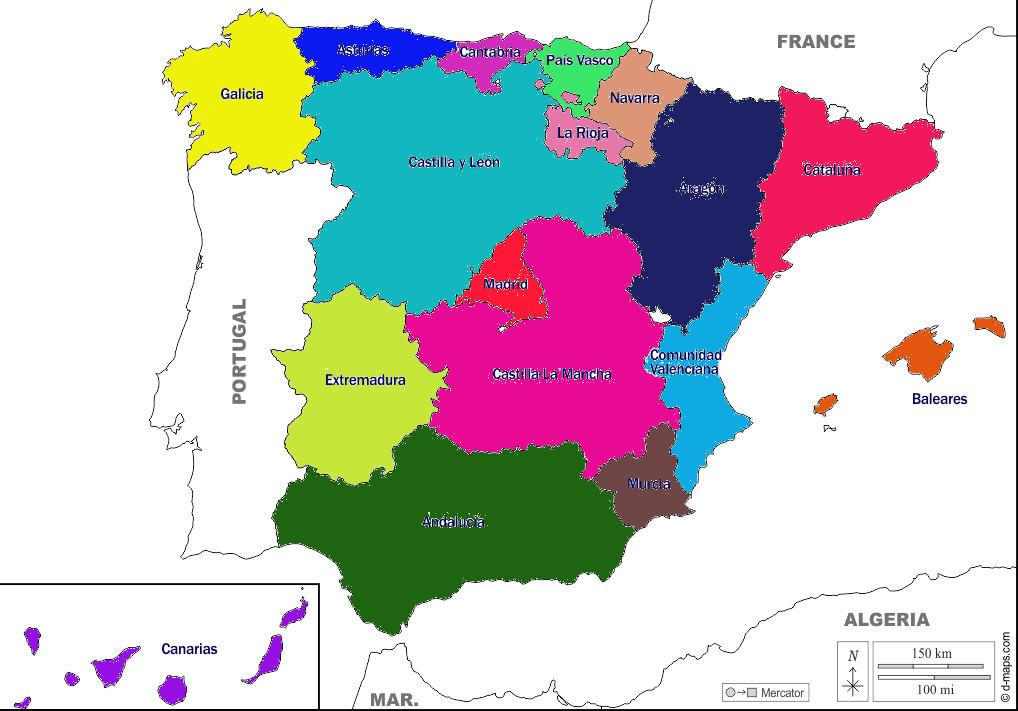 FRANCE
Asturias
Cantabria
País Vasco
Galicia
Navarra
La Rioja
Castilla y León
Cataluña
Aragón
Madrid
PORTUGAL
Comunidad
Valenciana
Castilla-La Mancha
Extremadura
Baleares
Murcia
Andalucía
Canarias
ALGERIA
MAR.
N
150 km
100 mi
Mercator
© d-maps.com